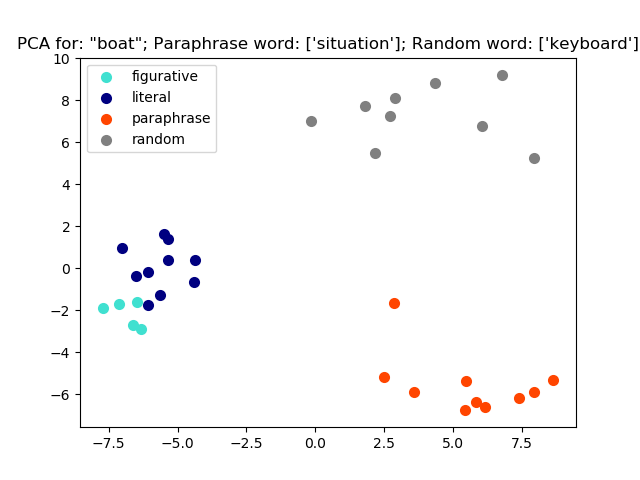 PCA for: "boat"; Paraphrase word: ['situation']; Random word: ['keyboard']
figurative
literal
paraphrase
random
10
8
6
4
2
0
−2
−4
−6
−7.5 −5.0 −2.5 0.0 2.5 5.0 7.5